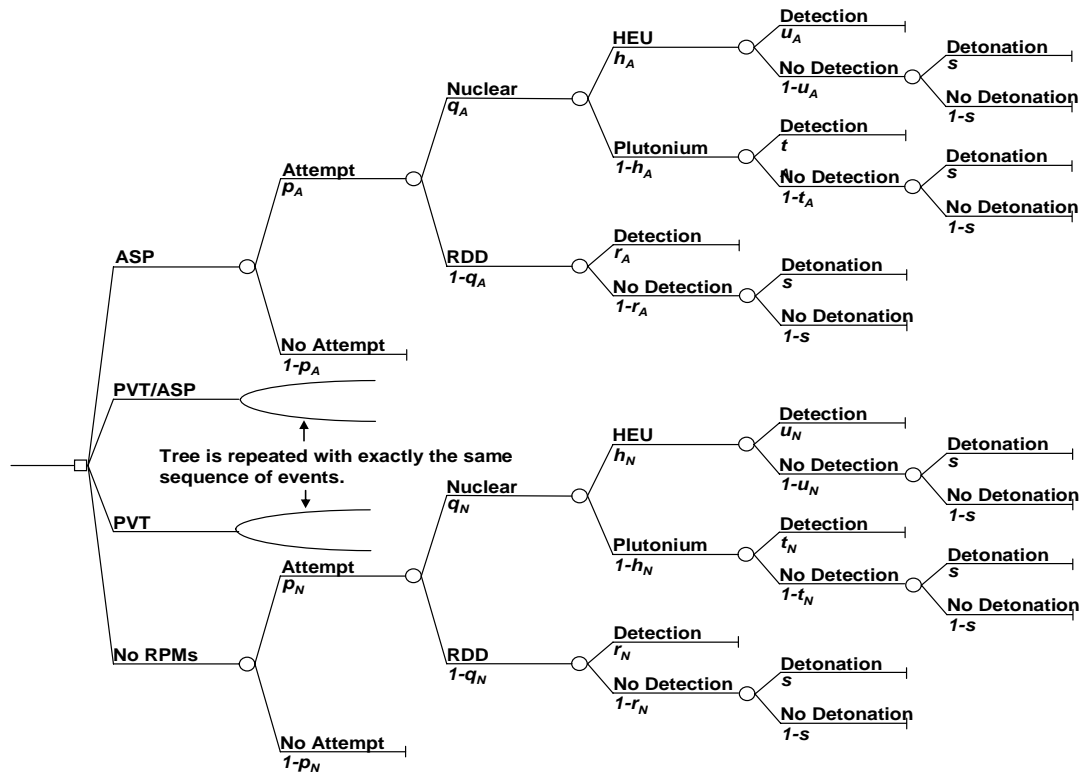 HEU
h_A
Detection
u_A
No Detection
1-u_A
Detonation
s
No Detonation
1-s
Nuclear
q_A
Plutonium
1-h_A
Detection
t
A
No Detection
1-t_A
Detonation
s
No Detonation
1-s
Attempt
p_A
ASP
RDD
1-q_A
Detection
r_A
No Detection
1-r_A
Detonation
s
No Detonation
1-s
No Attempt
1-p_A
PVT/ASP
Tree is repeated with exactly the same
sequence of events.
PVT
HEU
h_N
Detection
u_N
No Detection
1-u_N
Detonation
s
No Detonation
1-s
Nuclear
q_N
Plutonium
1-h_N
Detection
t_N
No Detection
1-t_N
Detonation
s
No Detonation
1-s
Attempt
p_N
No RPMs
RDD
1-q_N
Detection
r_N
No Detection
1-r_N
Detonation
s
No Detonation
1-s
No Attempt
1-p_N